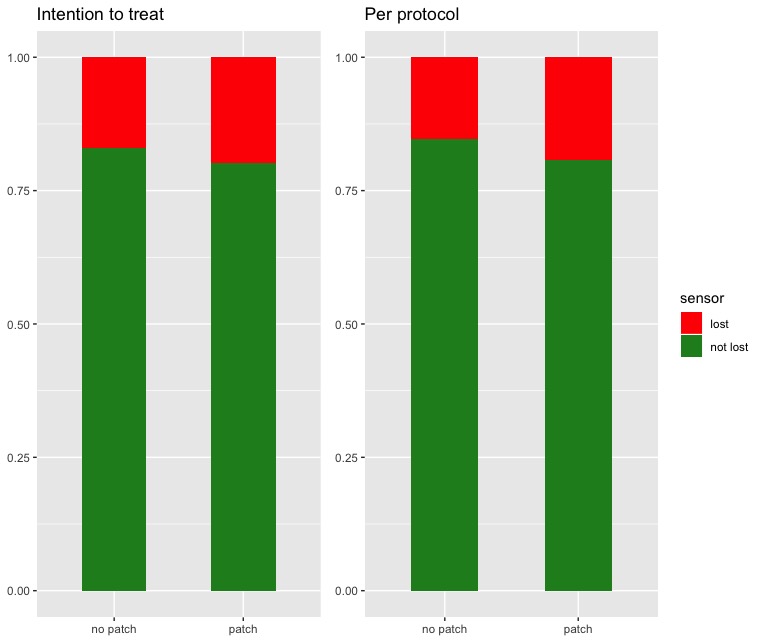 Intention to treat
1.00
0.75
0.50
0.25
0.00
no patch patch
Per protocol
1.00
0.75
0.50
0.25
0.00
no patch patch
sensor
lost
not lost